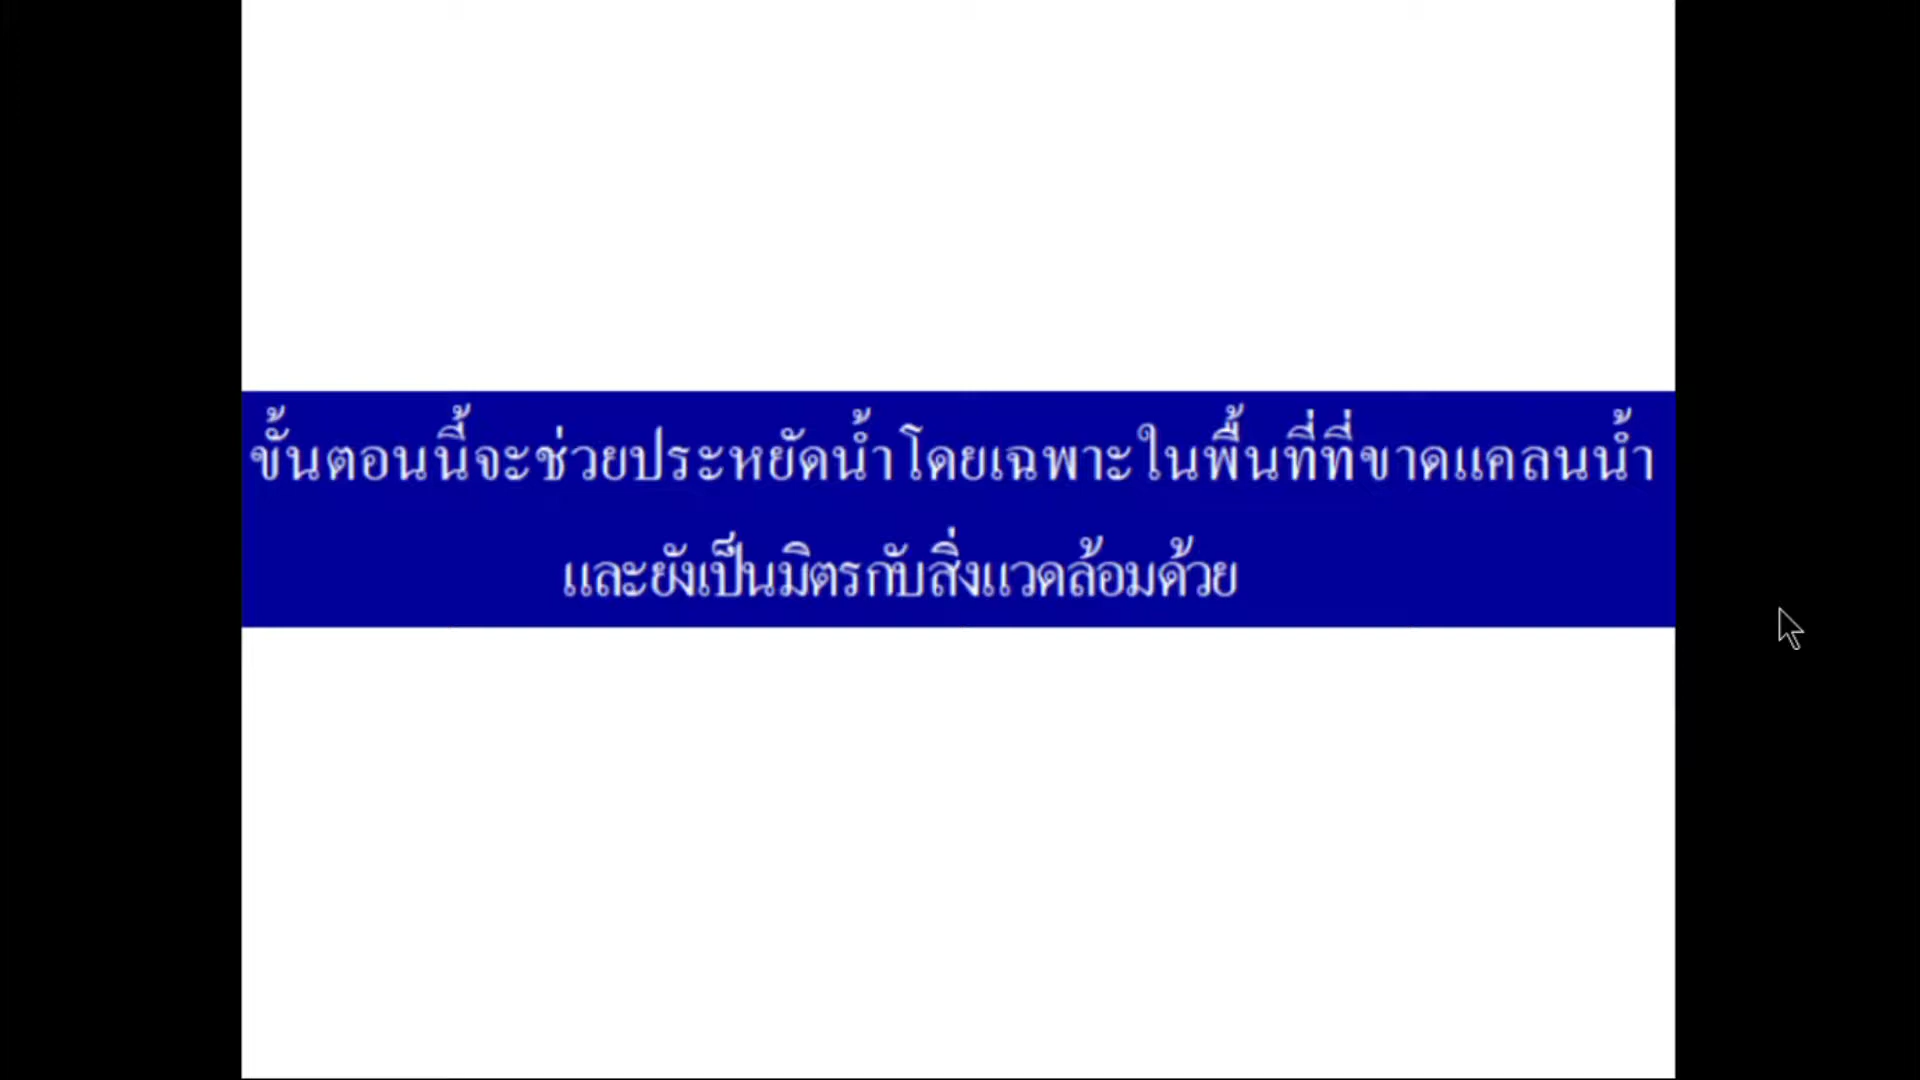 ขั้นตอนนี้จะช่วยประหยัดน้ำโดยเฉพาะในพื้นที่ที่ขาดแคลนน้ำ
และยังเป็นมิตรกับสิ่งแวดล้อมด้วย